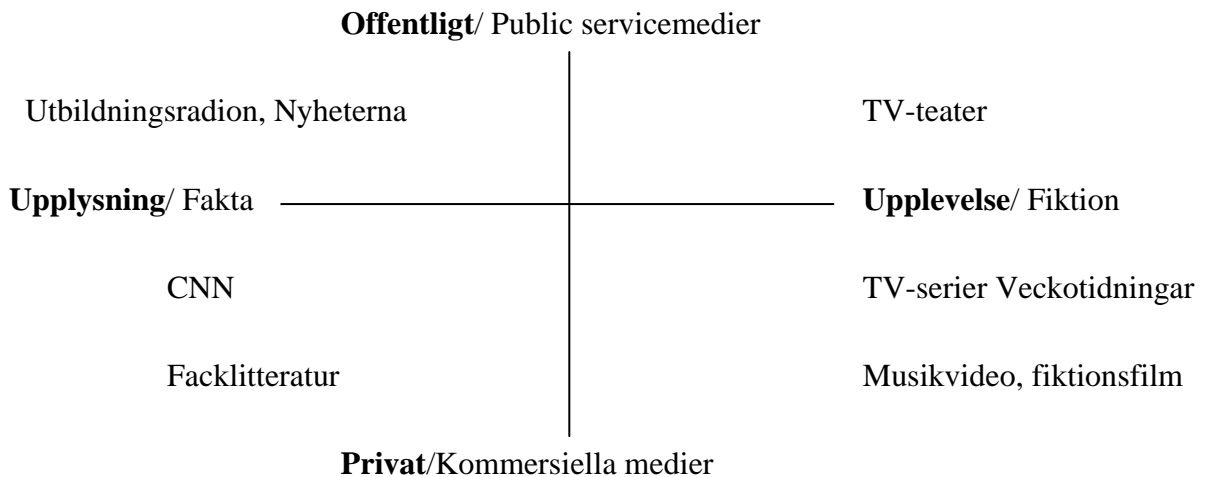 Offentligt/ Public servicemedier
Utbildningsradion, Nyheterna
TV-teater
Upplysning/ Fakta
Upplevelse/ Fiktion
CNN
TV-serier Veckotidningar
Facklitteratur
Musikvideo, fiktionsfilm
Privat/Kommersiella medier